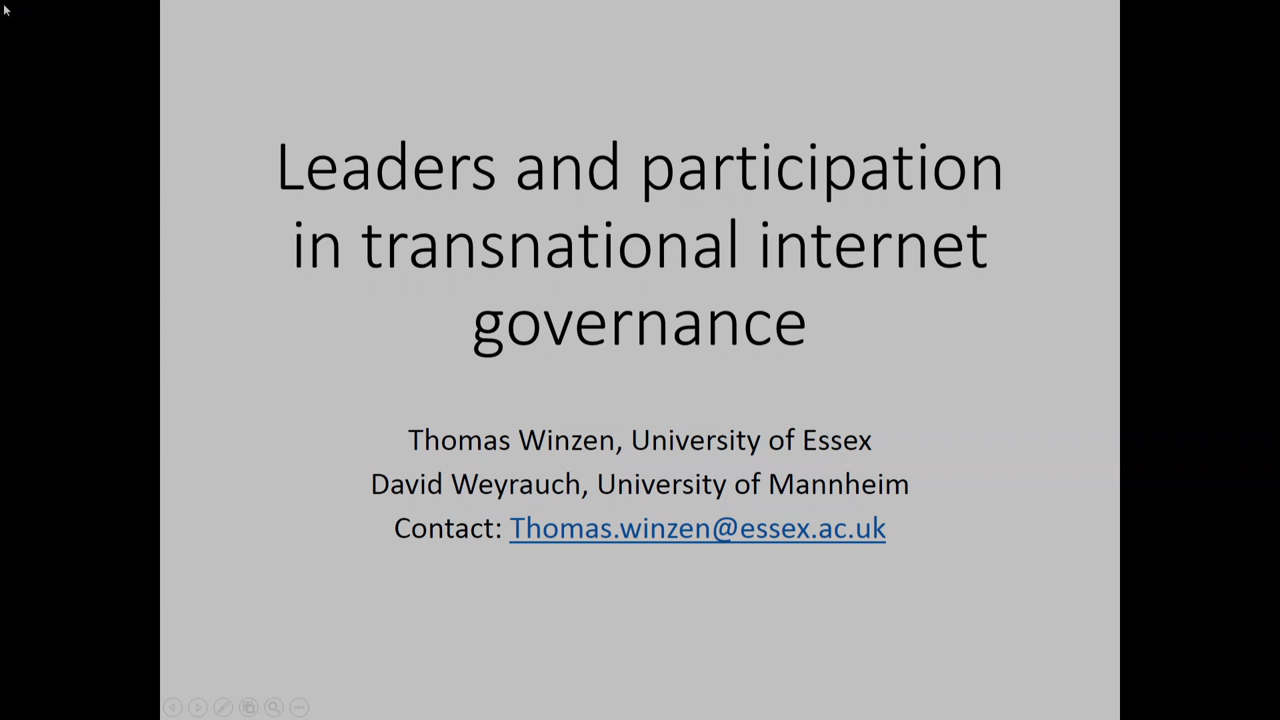 Leaders and participation
in transnational internet
governance
Thomas Winzen, University of Essex
David Weyrauch, University of Mannheim
Contact: Thomas.winzen@essex.ac.uk